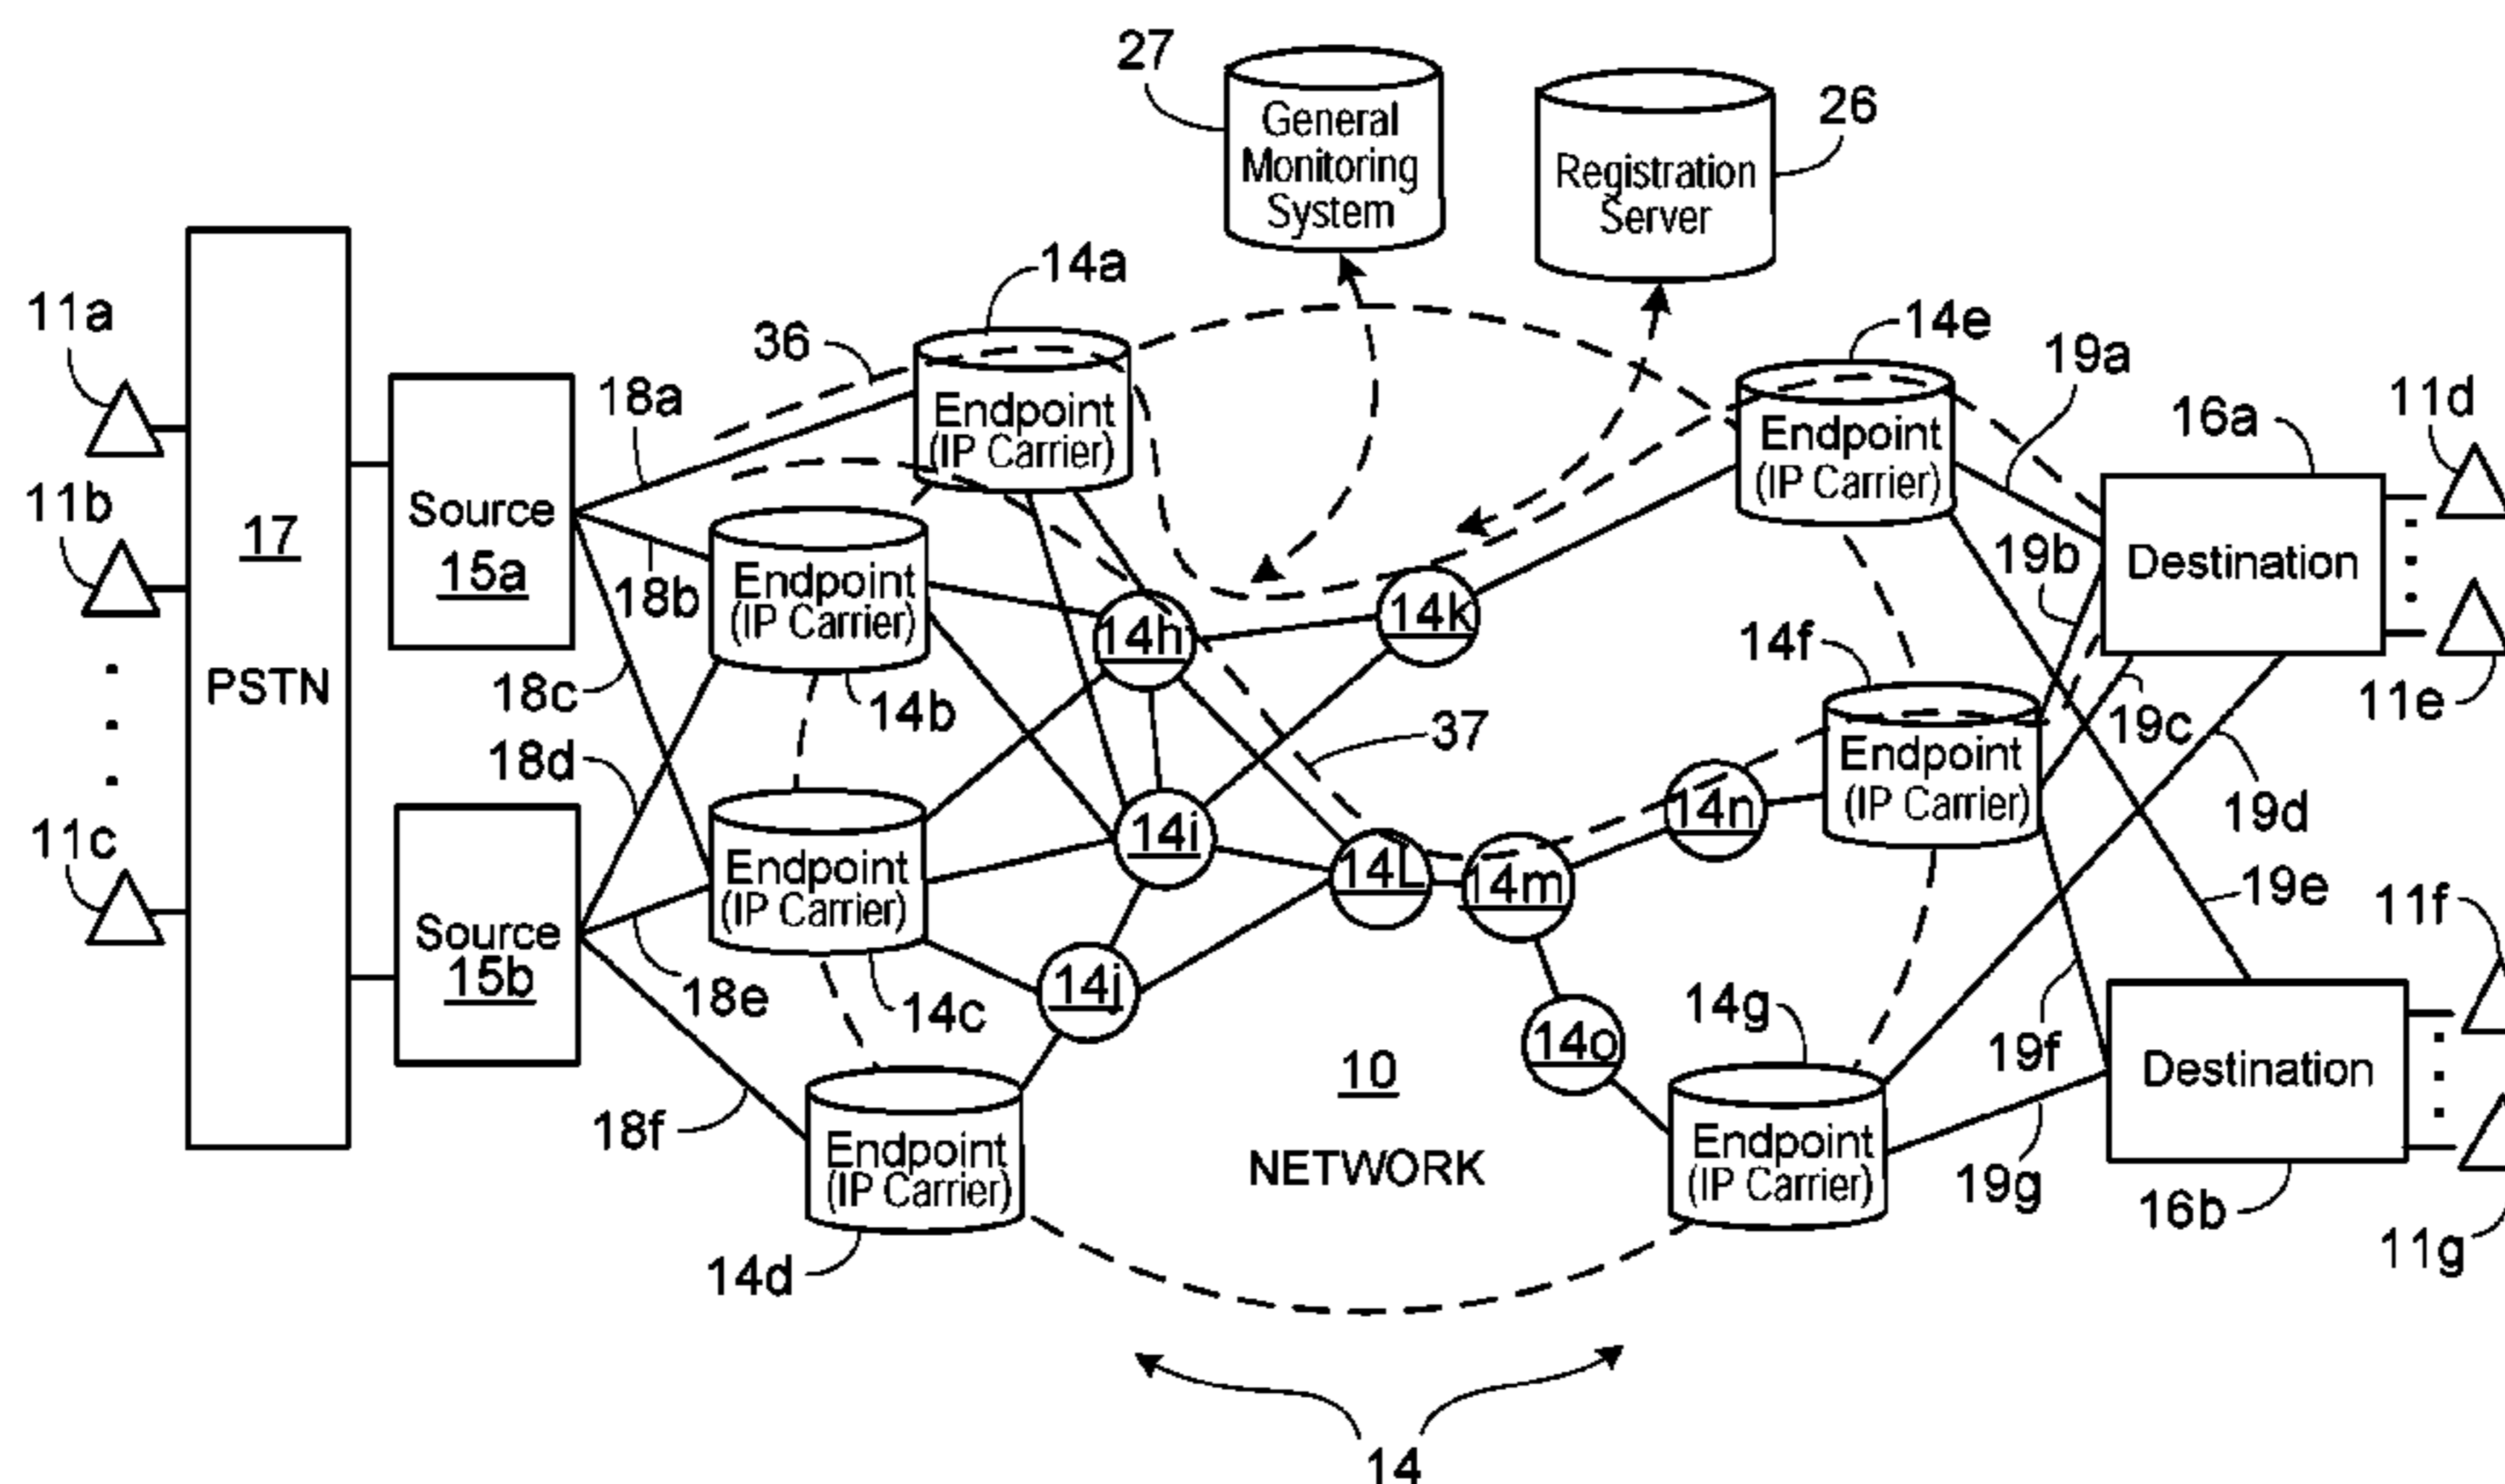 27
General
Monitoring
System
Registration
Server
26
11a
11b
11c
17
PSTN
Source
15a
Source
15b
36
18a
18b
18c
18d
18e
18f
14a
Endpoint
(IP Carrier)
Endpoint
(IP Carrier)
14b
Endpoint
(IP Carrier)
14c
Endpoint
(IP Carrier)
14d
14h
14i
14j
14k
14L
14m
14n
14o
37
10
NETWORK
14e
Endpoint
(IP Carrier)
14f
Endpoint
(IP Carrier)
14g
Endpoint
(IP Carrier)
19a
19b
19c
19d
19e
19f
19g
16a
Destination
Destination
16b
11d
11e
11f
11g
14